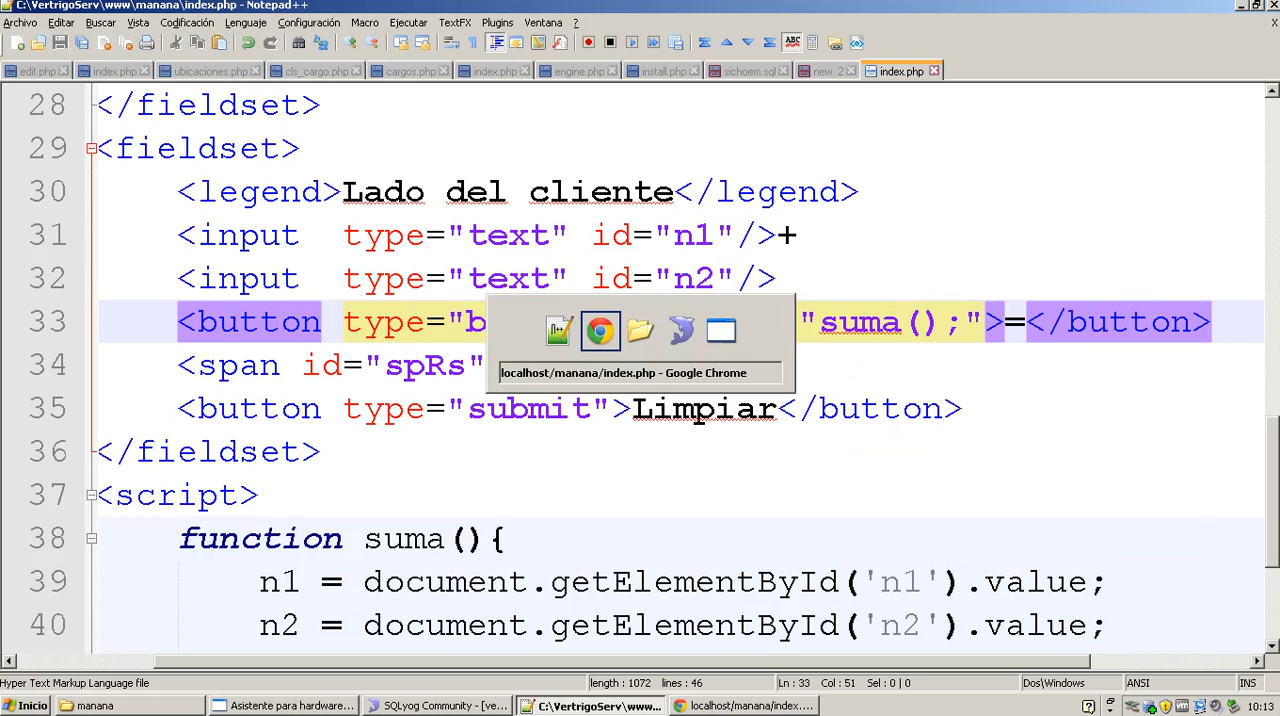 C:\VertrigoServ\www\manana\index.php - Notepad++
Archivo Editar Buscar Vista Codificación Lenguaje Configuración Macro Ejecutar TextFX Plugins Ventana ?
edit.php index.php ubicaciones.php cls_cargo.php cargos.php index.php engine.php install.php sichoem.sql new 2 index.php
28 </fieldset>
29 <fieldset>
30 <legend>Lado del cliente</legend>
31 <input type="text" id="n1"/>+
32 <input type="text" id="n2"/>
33 <button type="b "suma();">=</button>
34 <span id="spRs"
35 <button type="submit">Limpiar</button>
36 </fieldset>
37 <script>
38 function suma(){
39 n1 = document.getElementById('n1').value;
40 n2 = document.getElementById('n2').value;
localhost/manana/index.php - Google Chrome
Hyper Text Markup Language file length : 1072 lines : 46 Ln : 33 Col : 51 Sel : 0 | 0 Dos\Windows ANSI INS
Inicio manana Asistente para hardware... SQLyog Community - [ve... C:\VertrigoServ\www... localhost/manana/index.... 10:13